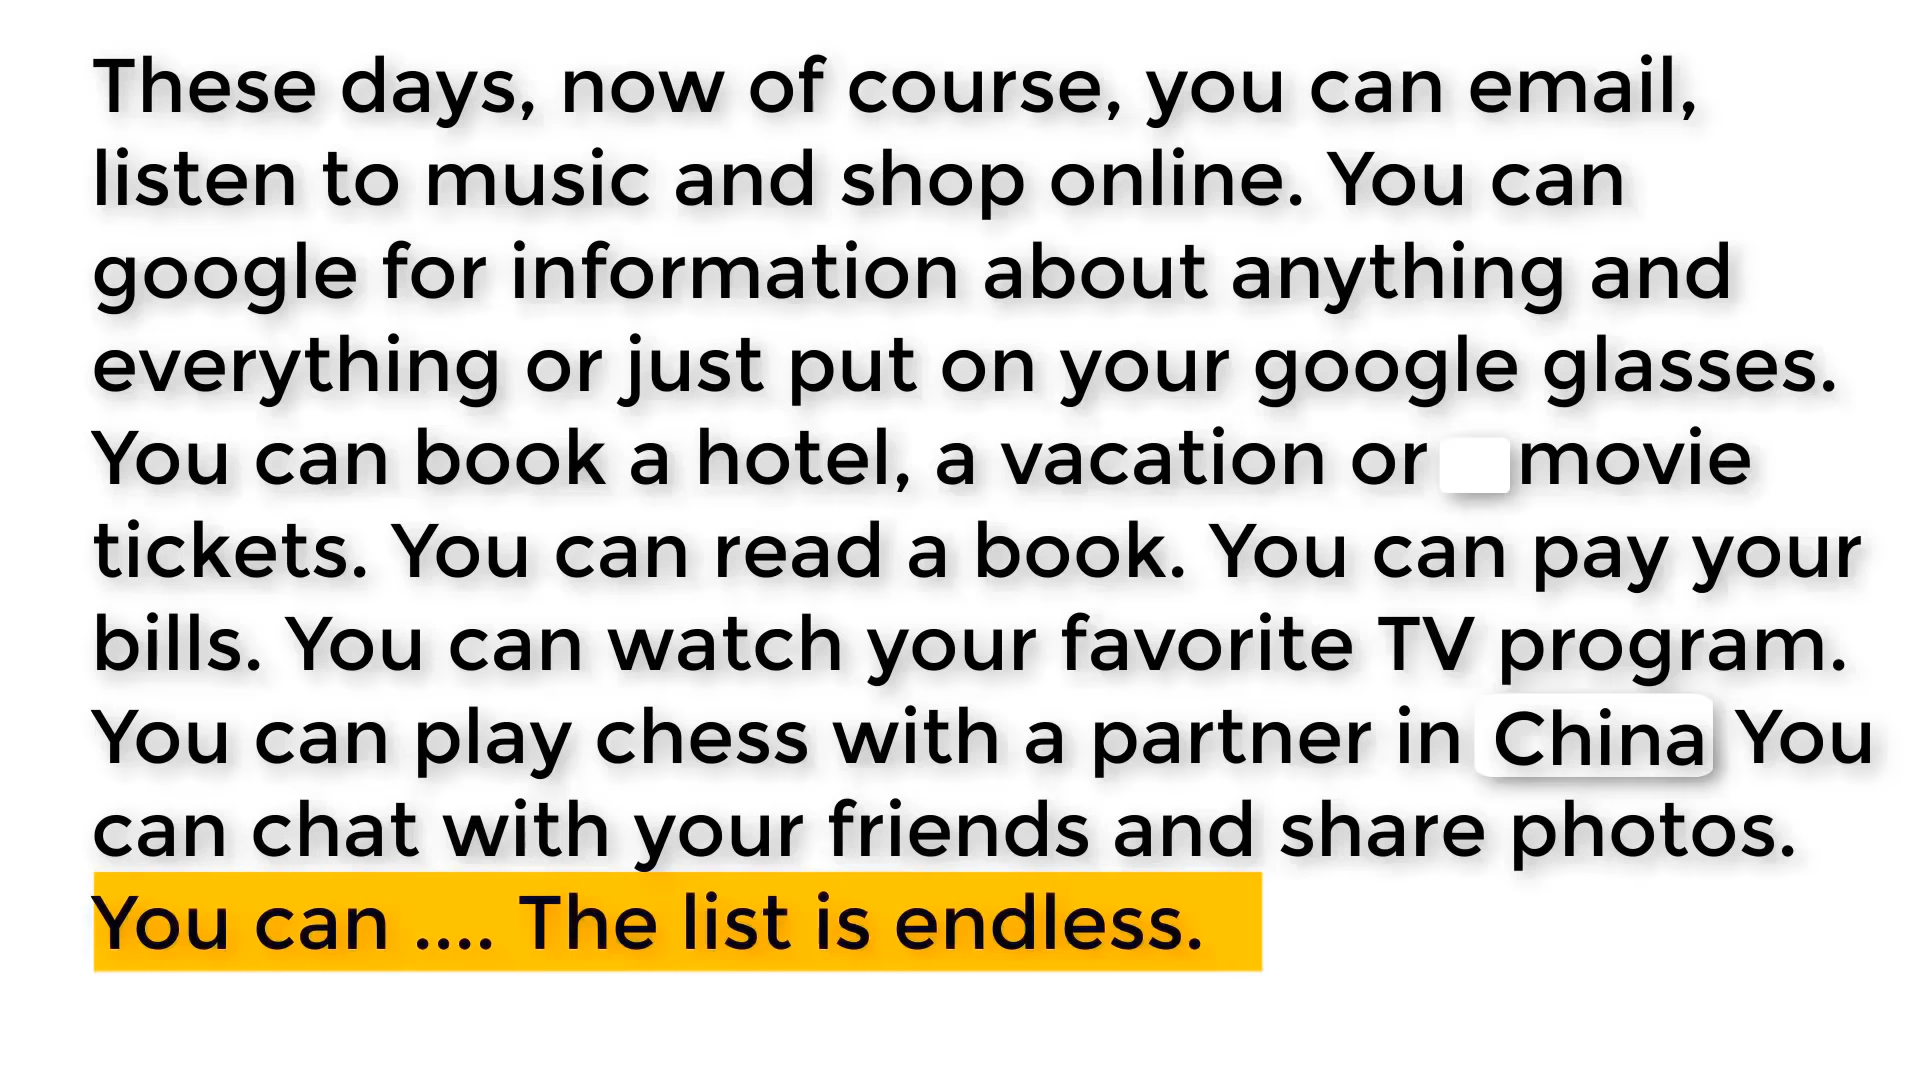 These days, now of course, you can email,
listen to music and shop online. You can
google for information about anything and
everything or just put on your google glasses.
You can book a hotel, a vacation or movie
tickets. You can read a book. You can pay your
bills. You can watch your favorite TV program.
You can play chess with a partner in China You
can chat with your friends and share photos.
You can .... The list is endless.